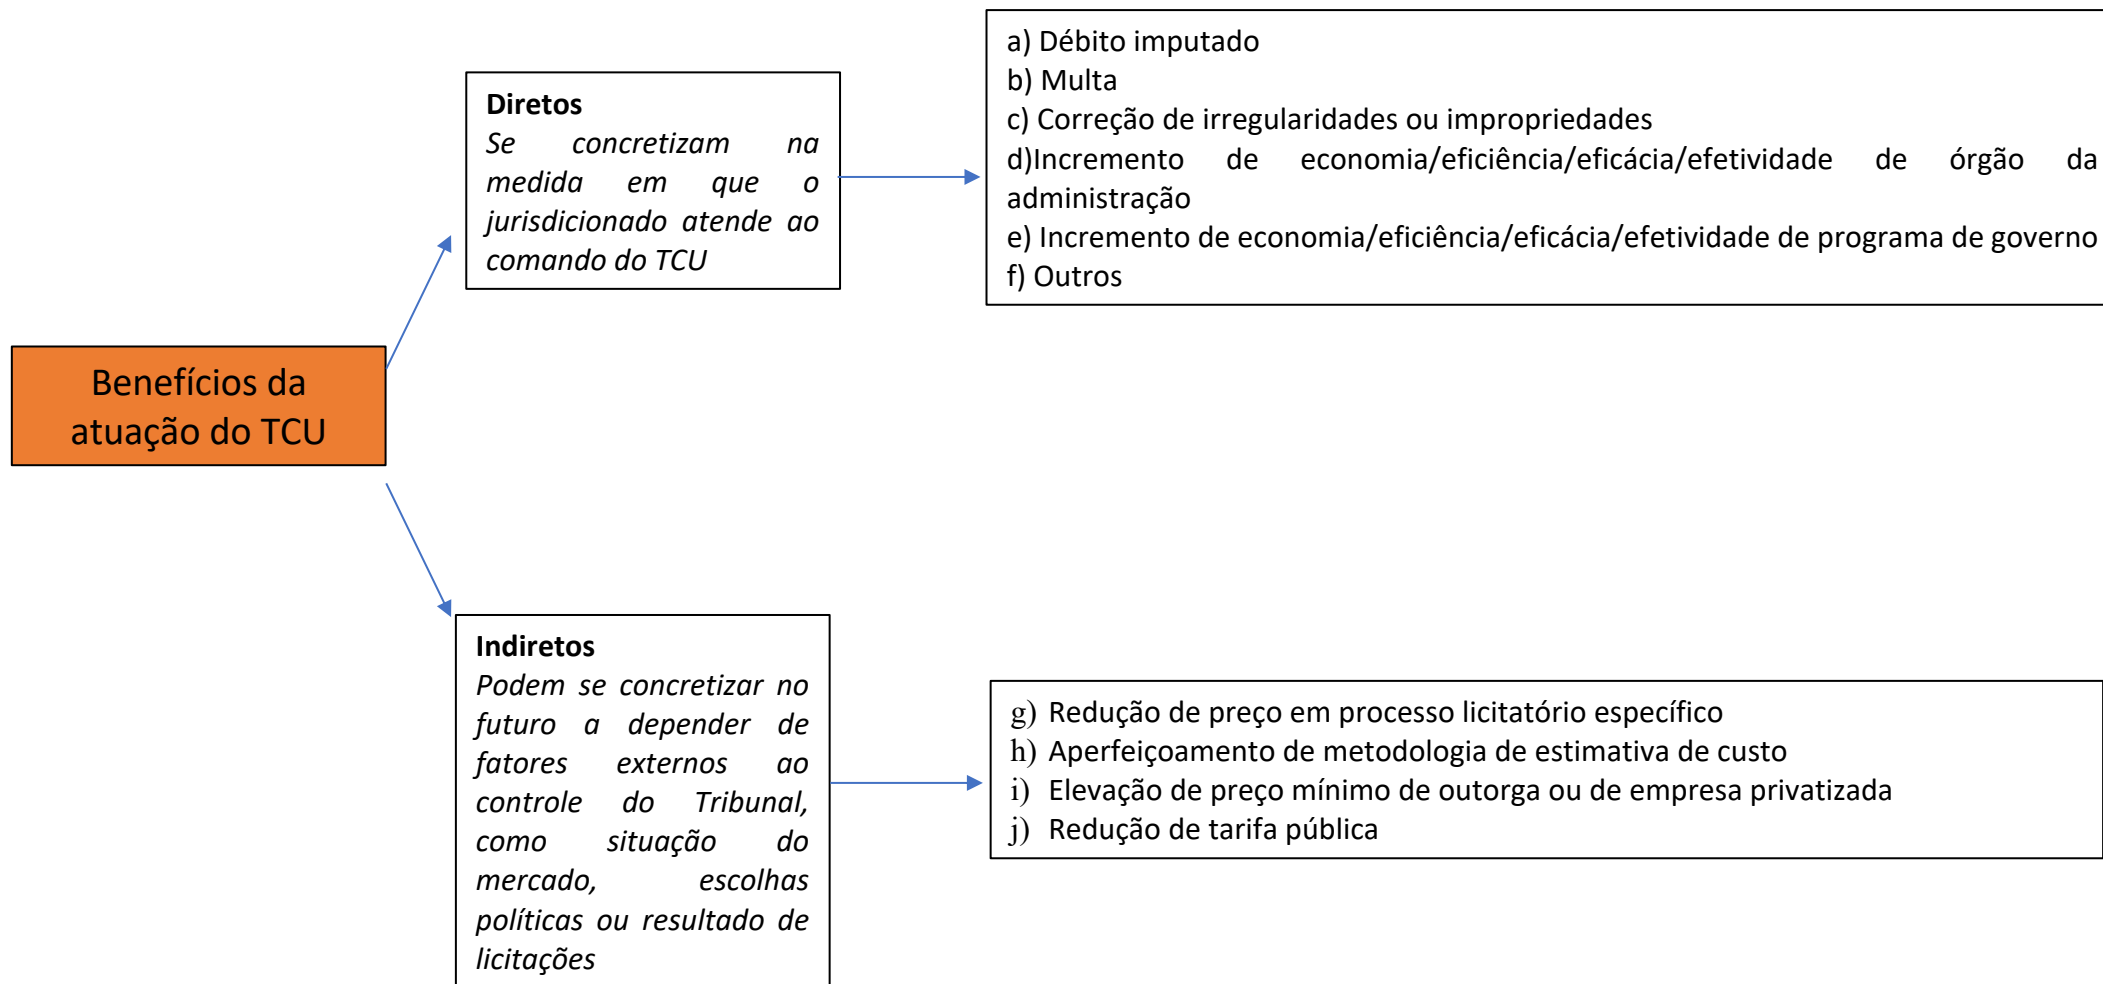 Benefícios da
atuação do TCU
Diretos
Se concretizam na
medida em que o
jurisdicionado atende ao
comando do TCU
a) Débito imputado
b) Multa
c) Correção de irregularidades ou impropriedades
d)Incremento de economia/eficiência/eficácia/efetividade de órgão da
administração
e) Incremento de economia/eficiência/eficácia/efetividade de programa de governo
f) Outros
Indiretos
Podem se concretizar no
futuro a depender de
fatores externos ao
controle do Tribunal,
como situação do
mercado, escolhas
políticas ou resultado de
licitações
g) Redução de preço em processo licitatório específico
h) Aperfeiçoamento de metodologia de estimativa de custo
i) Elevação de preço mínimo de outorga ou de empresa privatizada
j) Redução de tarifa pública